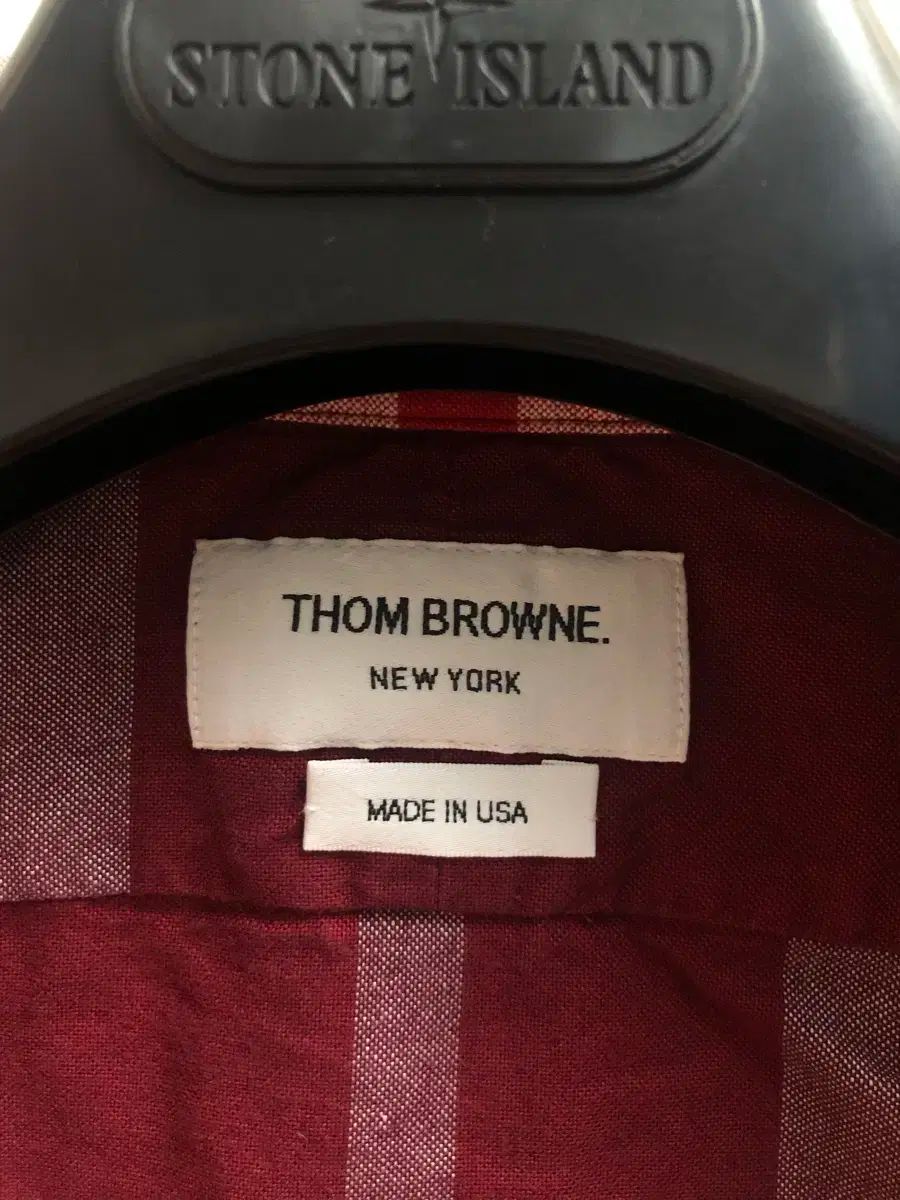 STONE ISLAND
THOM BROWNE.
NEW YORK
MADE IN USA